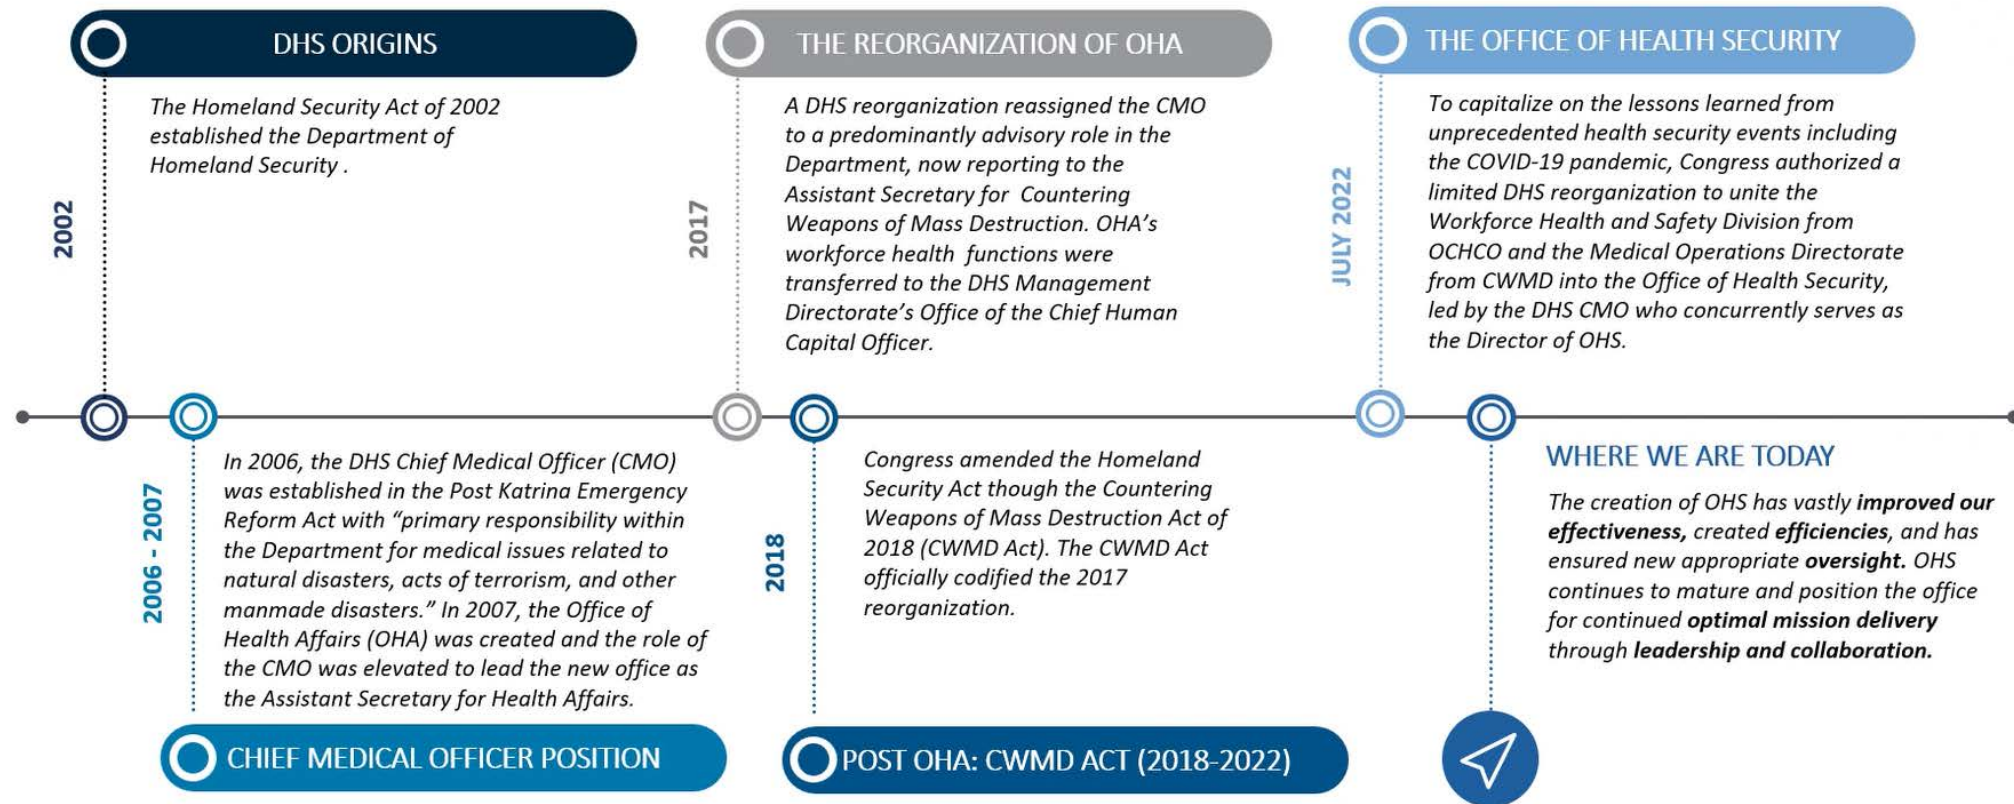 DHS ORIGINS
2002
The Homeland Security Act of 2002
established the Department of
Homeland Security .
2006 - 2007
In 2006, the DHS Chief Medical Officer (CMO)
was established in the Post Katrina Emergency
Reform Act with “primary responsibility within
the Department for medical issues related to
natural disasters, acts of terrorism, and other
manmade disasters.” In 2007, the Office of
Health Affairs (OHA) was created and the role of
the CMO was elevated to lead the new office as
the Assistant Secretary for Health Affairs.
CHIEF MEDICAL OFFICER POSITION
THE REORGANIZATION OF OHA
2017
A DHS reorganization reassigned the CMO
to a predominantly advisory role in the
Department, now reporting to the
Assistant Secretary for Countering
Weapons of Mass Destruction. OHA’s
workforce health functions were
transferred to the DHS Management
Directorate’s Office of the Chief Human
Capital Officer.
2018
Congress amended the Homeland
Security Act though the Countering
Weapons of Mass Destruction Act of
2018 (CWMD Act). The CWMD Act
officially codified the 2017
reorganization.
POST OHA: CWMD ACT (2018-2022)
THE OFFICE OF HEALTH SECURITY
JULY 2022
To capitalize on the lessons learned from
unprecedented health security events including
the COVID-19 pandemic, Congress authorized a
limited DHS reorganization to unite the
Workforce Health and Safety Division from
OCHCO and the Medical Operations Directorate
from CWMD into the Office of Health Security,
led by the DHS CMO who concurrently serves as
the Director of OHS.
WHERE WE ARE TODAY
The creation of OHS has vastly improved our
effectiveness, created efficiencies, and has
ensured new appropriate oversight. OHS
continues to mature and position the office
for continued optimal mission delivery
through leadership and collaboration.